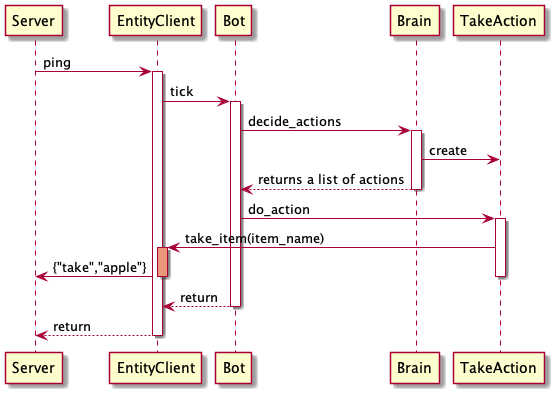 Server EntityClient Bot Brain TakeAction
ping
tick
decide_actions
create
returns a list of actions
do_action
take_item(item_name)
{"take","apple"}
return
return
Server EntityClient Bot Brain TakeAction